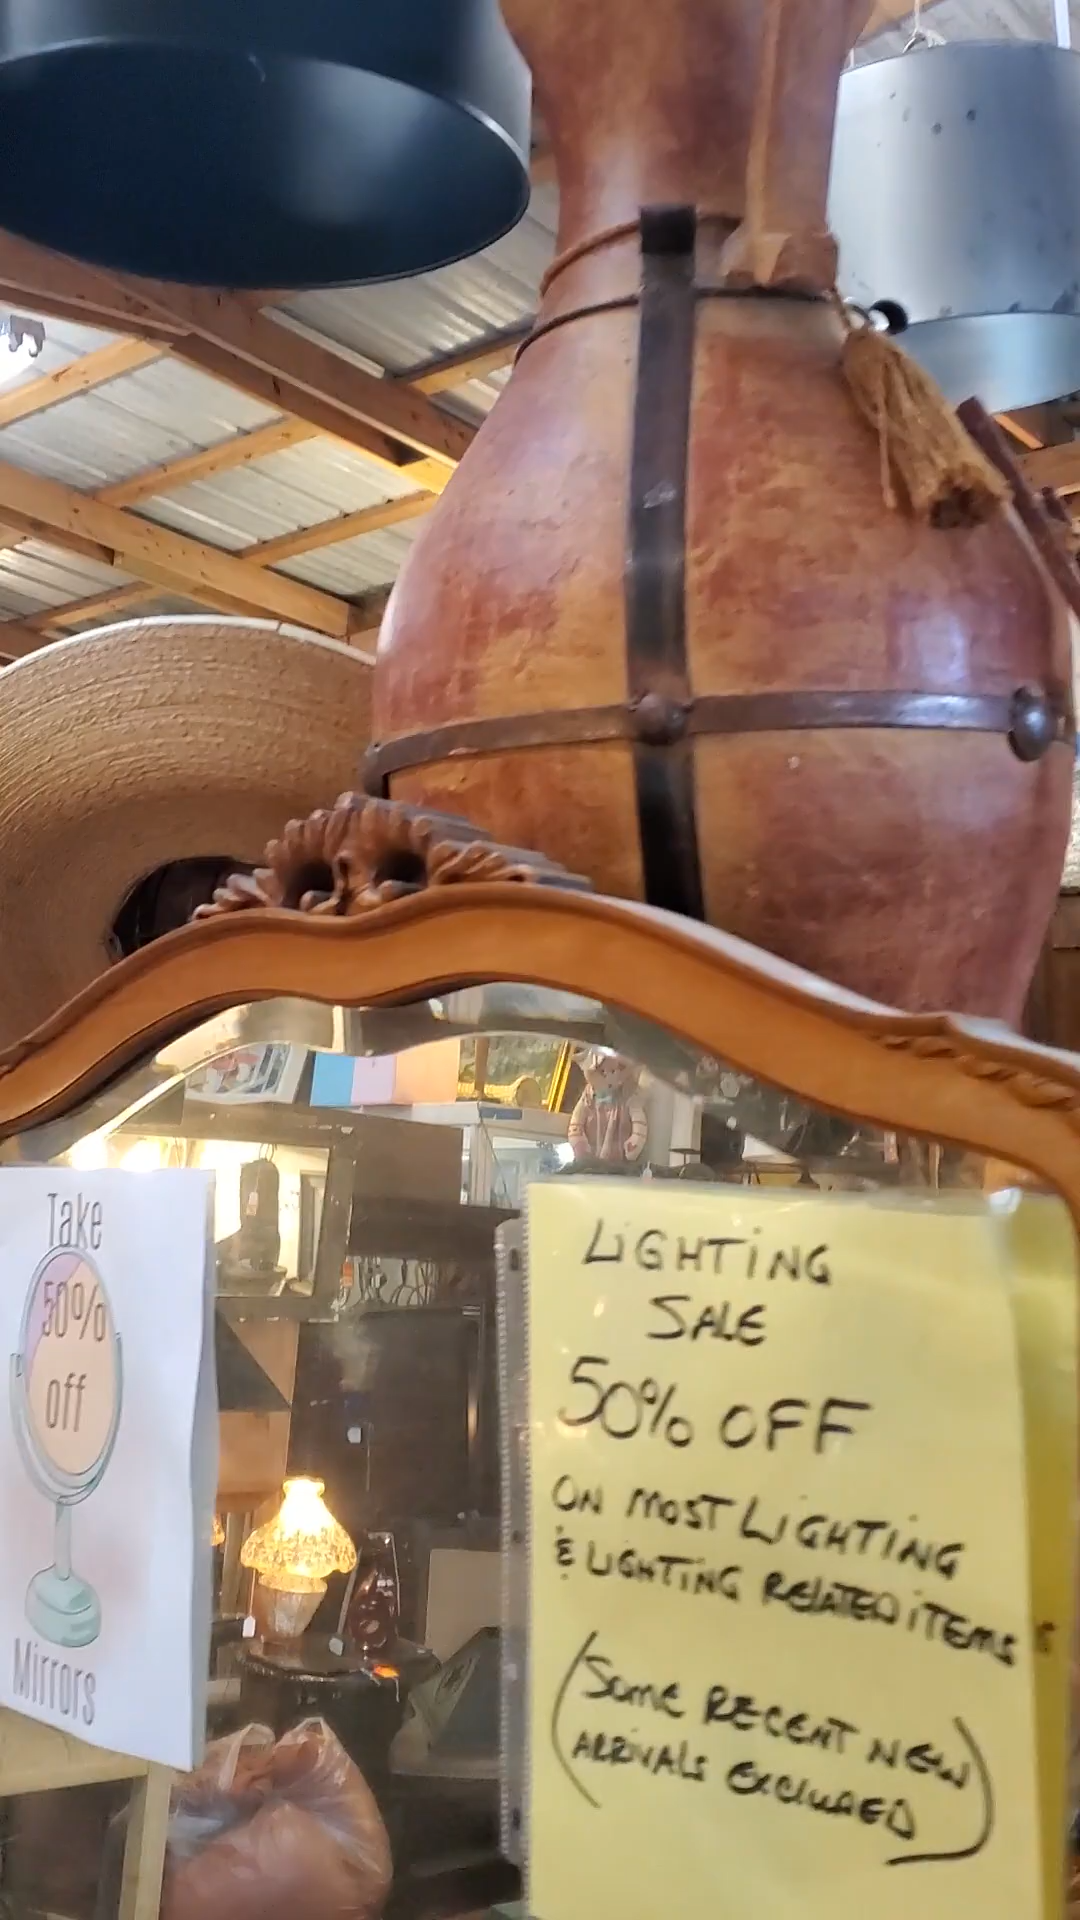 Take
50%
off
Mirrors
LIGHTING
SALE
50% OFF
ON MOST LIGHTING
& LIGHTING RELATED ITEMS
(SOME RECENT NEW
ARRIVALS EXCLUDED)